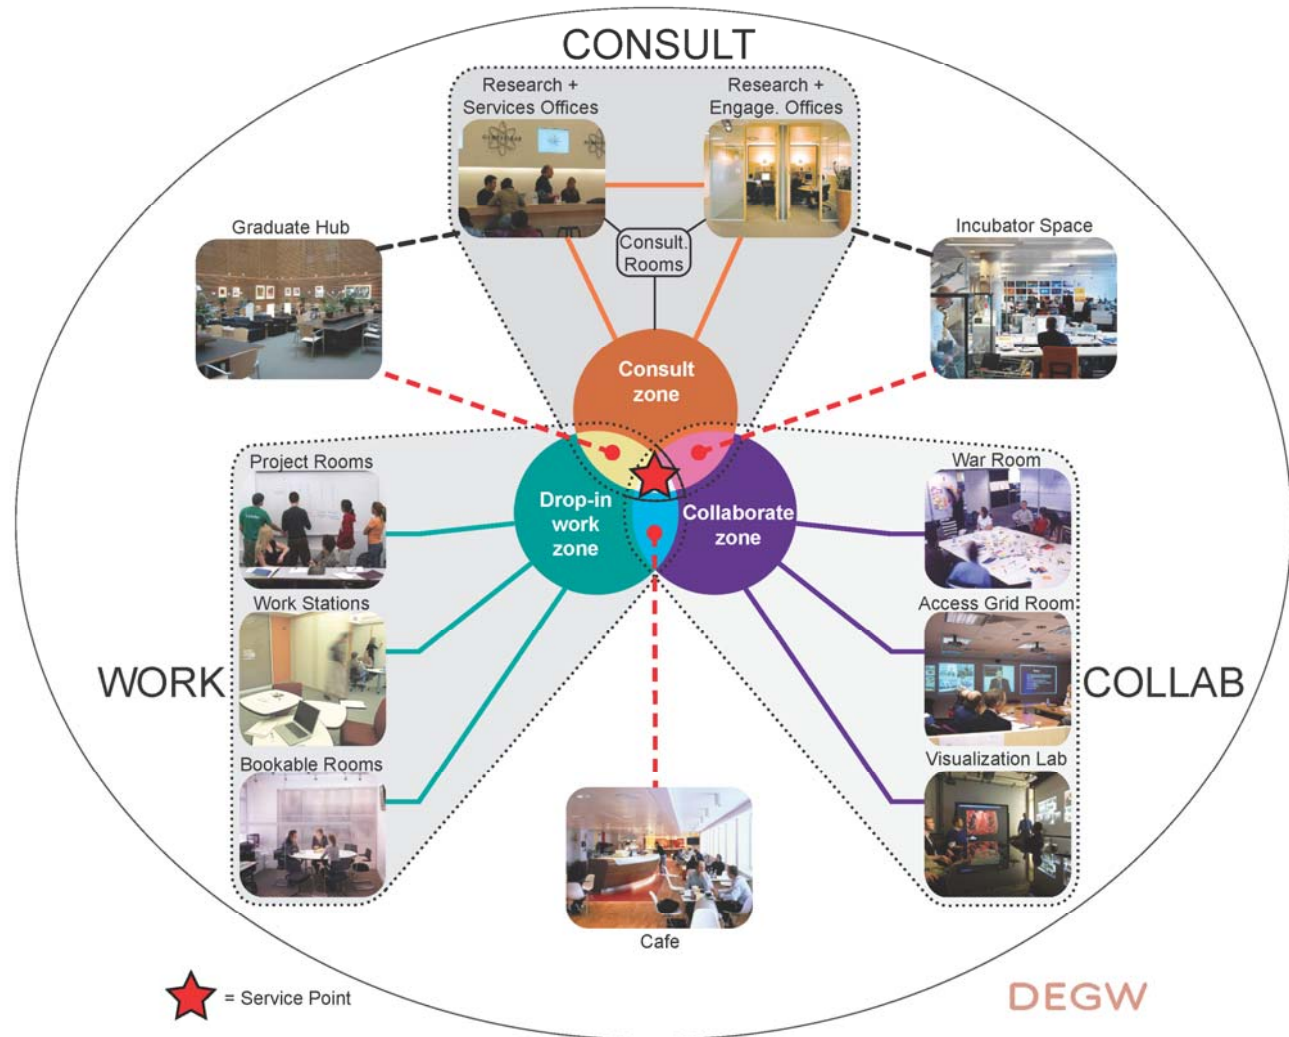 CONSULT
Research +
Services Offices
Research +
Engage. Offices
Graduate Hub
Consult.
Rooms
Incubator Space
Consult
zone
Project Rooms
War Room
Drop-in
work
zone
Collaborate
zone
Work Stations
Access Grid Room
WORK
COLLAB
Bookable Rooms
Visualization Lab
Cafe
= Service Point
DEGW